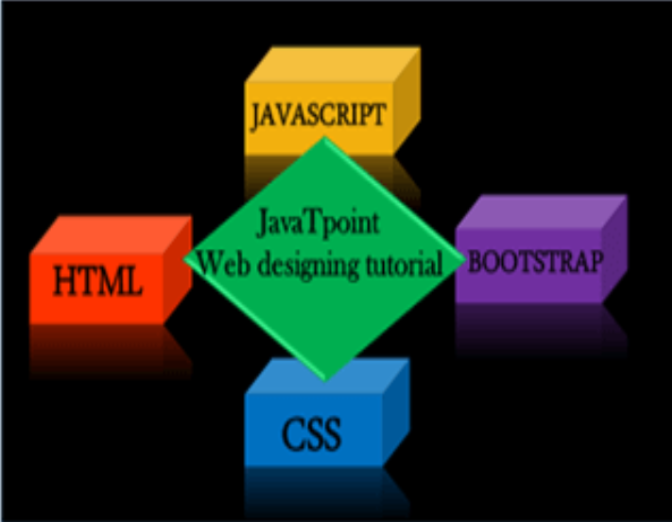 JAVASCRIPT
JavaTpoint
Web designing tutorial
HTML
BOOTSTRAP
CSS